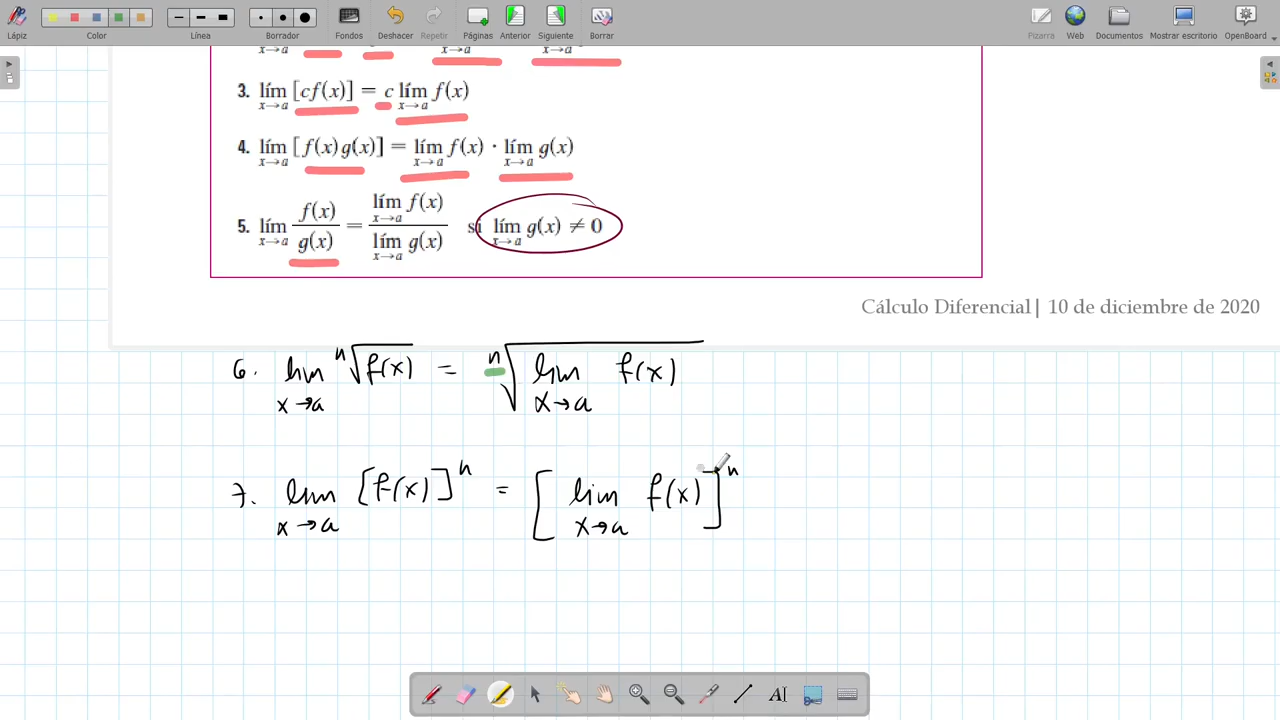 Lápiz Color Línea Borrador Fondos Deshacer Repetir Páginas Anterior Siguiente Borrar Pizarra Web Documentos Mostrar escritorio OpenBoard
x→a x→a x→a
3. lím x→a [cf(x)] = c lím x→a f(x)
4. lím x→a [f(x)g(x)] = lím x→a f(x) · lím x→a g(x)
5. lím x→a f(x)/g(x) = lím x→a f(x) / lím x→a g(x) si lím x→a g(x) ≠ 0
Cálculo Diferencial| 10 de diciembre de 2020
6. lim x→a ⁿ√f(x) = ⁿ√lim x→a f(x)
7. lim x→a [f(x)]ⁿ = [lim x→a f(x)]ⁿ
AI